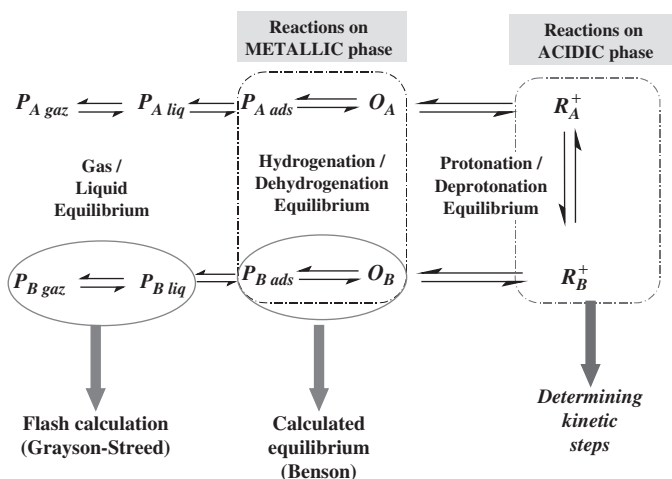 Reactions on
METALLIC phase
Reactions on
ACIDIC phase
P_A gaz P_A liq P_A ads O_A R_A^+
Gas /
Liquid
Equilibrium
Hydrogenation /
Dehydrogenation
Equilibrium
Protonation /
Deprotonation
Equilibrium
P_B gaz P_B liq P_B ads O_B R_B^+
Flash calculation
(Grayson-Streed)
Calculated
equilibrium
(Benson)
Determining
kinetic
steps